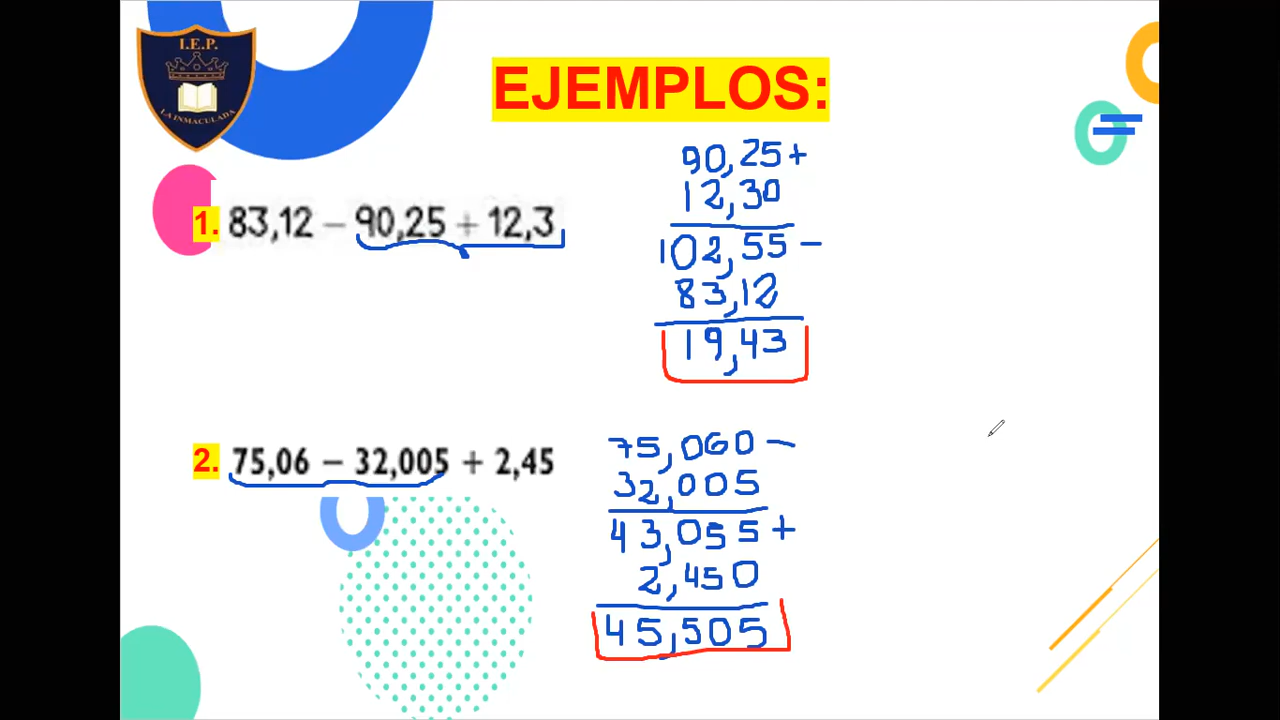 I.E.P.
LA INMACULADA
EJEMPLOS:
1. 83,12 − 90,25 + 12,3
90,25 +
12,30
102,55 −
83,12
19,43
2. 75,06 − 32,005 + 2,45
75,060 −
32,005
43,055 +
2,450
45,505